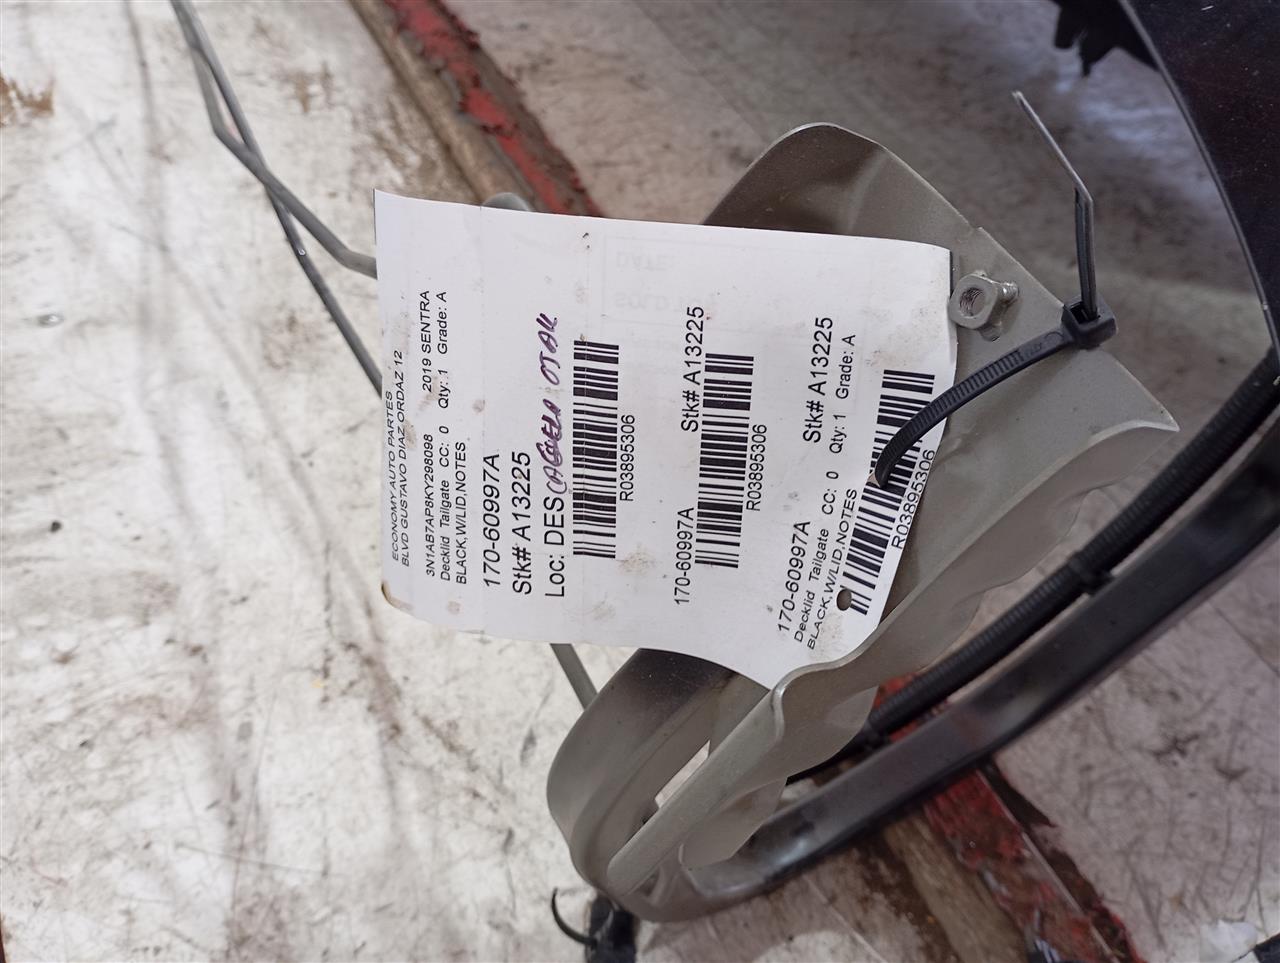 ECONOMY AUTO PARTES
BLVD GUSTAVO DIAZ ORDAZ 12
3N1AB7AP8KY298098 2019 SENTRA
Decklid Tailgate CC: 0 Qty: 1 Grade: A
BLACK,W/LID,NOTES
170-60997A
Stk# A13225
Loc: DES
R03895306
170-60997A Stk# A13225
R03895306
170-60997A Stk# A13225
Decklid Tailgate CC: 0 Qty: 1 Grade: A
BLACK,W/LID,NOTES
R03895306